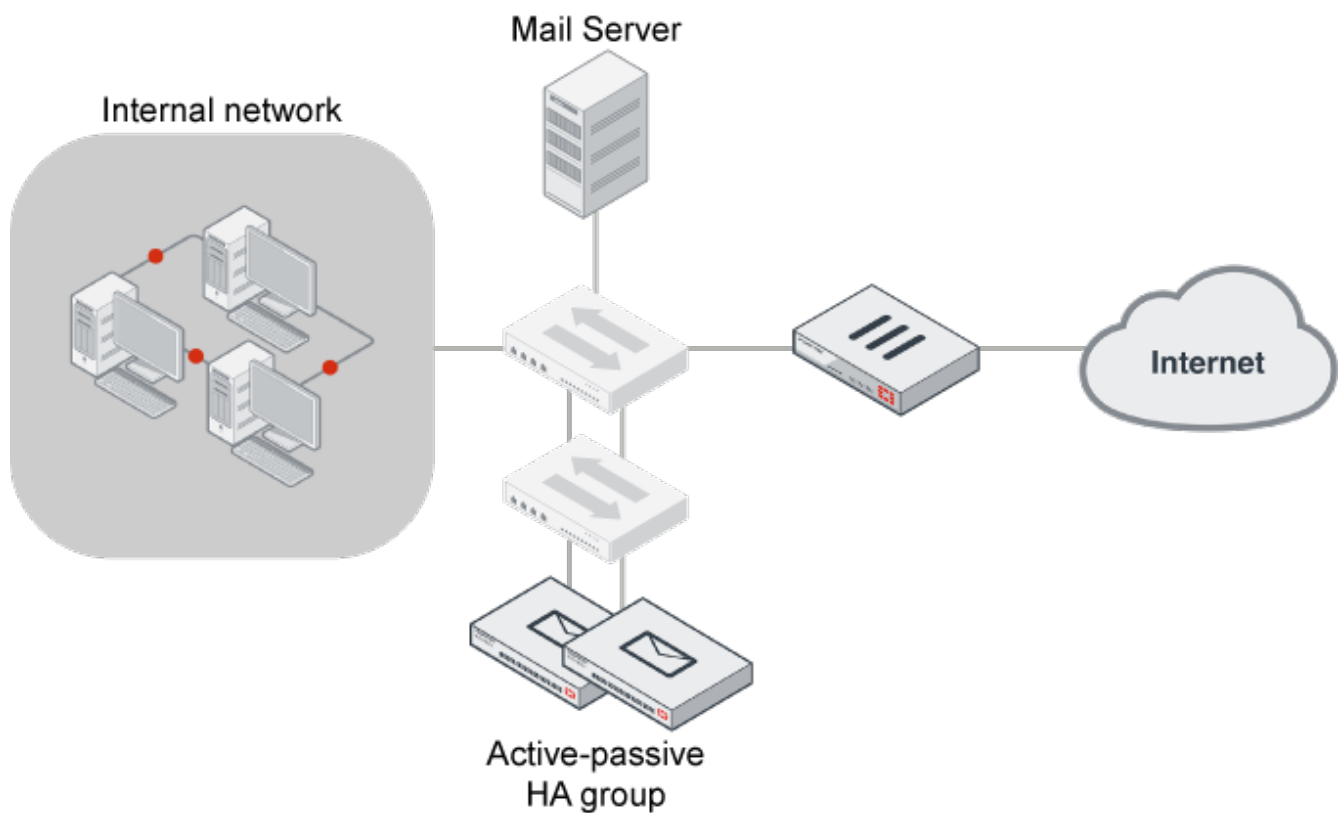 Mail Server
Internal network
Internet
Active-passive
HA group